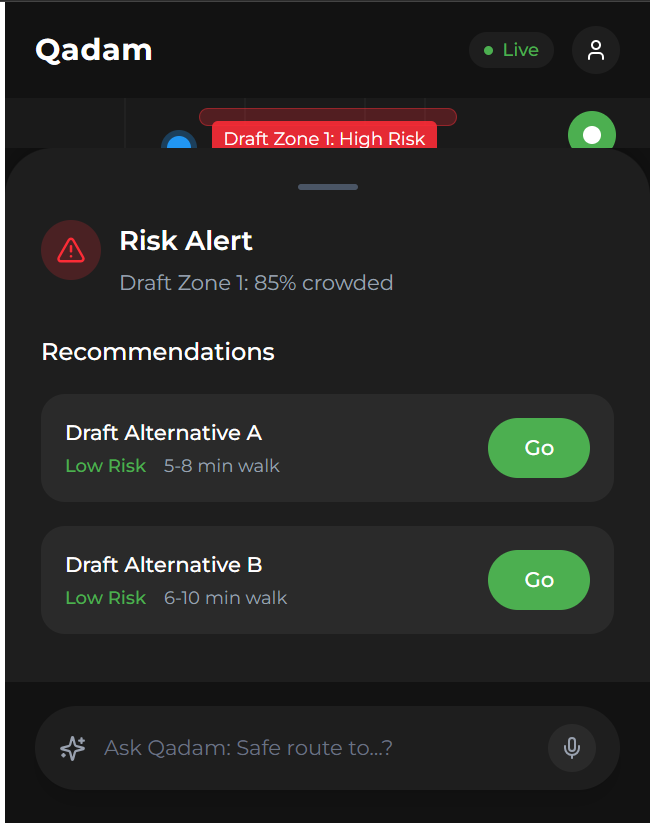 Qadam
Live
Draft Zone 1: High Risk
Risk Alert
Draft Zone 1: 85% crowded
Recommendations
Draft Alternative A
Low Risk 5-8 min walk
Go
Draft Alternative B
Low Risk 6-10 min walk
Go
Ask Qadam: Safe route to...?